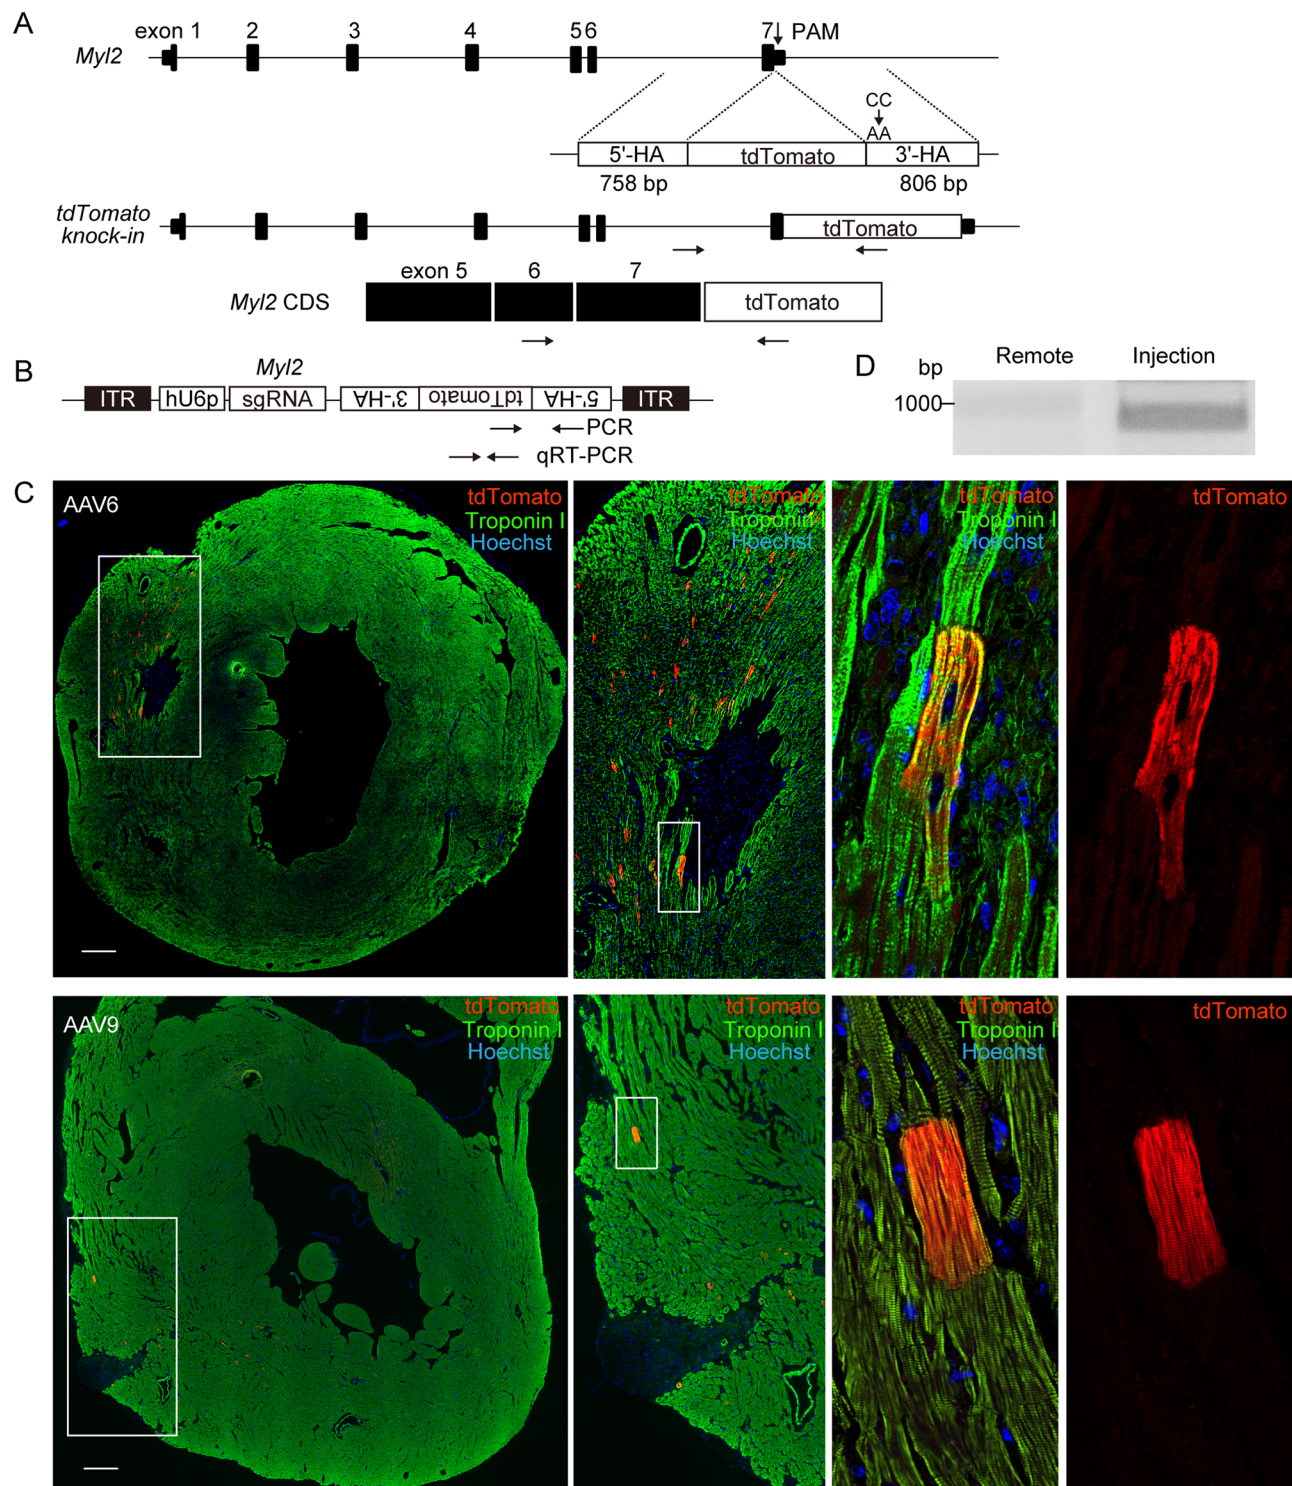 A
exon 1 2 3 4 5 6 7 PAM
Myl2
CC
AA
5'-HA tdTomato 3'-HA
758 bp 806 bp
tdTomato
knock-in
tdTomato
exon 5 6 7
Myl2 CDS
tdTomato
B
Myl2
ITR hU6p sgRNA 3'-HA tdTomato 5'-HA ITR
PCR
qRT-PCR
D
bp Remote Injection
1000
C
AAV6
tdTomato
Troponin I
Hoechst
tdTomato
Troponin I
Hoechst
tdTomato
Troponin I
Hoechst
tdTomato
AAV9
tdTomato
Troponin I
Hoechst
tdTomato
Troponin I
Hoechst
tdTomato
Troponin I
Hoechst
tdTomato